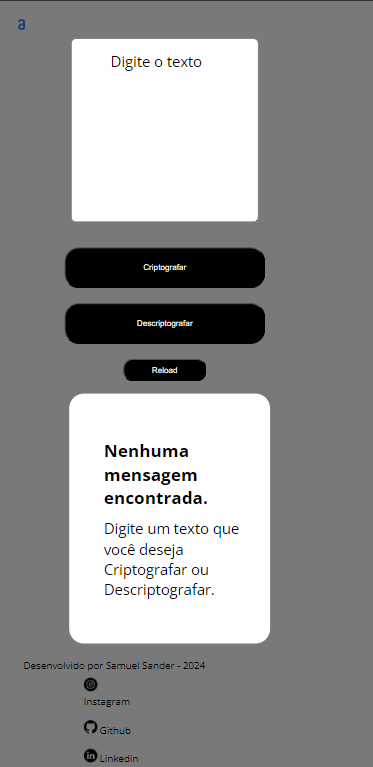 a
Digite o texto
Criptografar
Descriptografar
Reload
Nenhuma
mensagem
encontrada.
Digite um texto que
você deseja
Criptografar ou
Descriptografar.
Desenvolvido por Samuel Sander - 2024
Instagram
Github
Linkedin